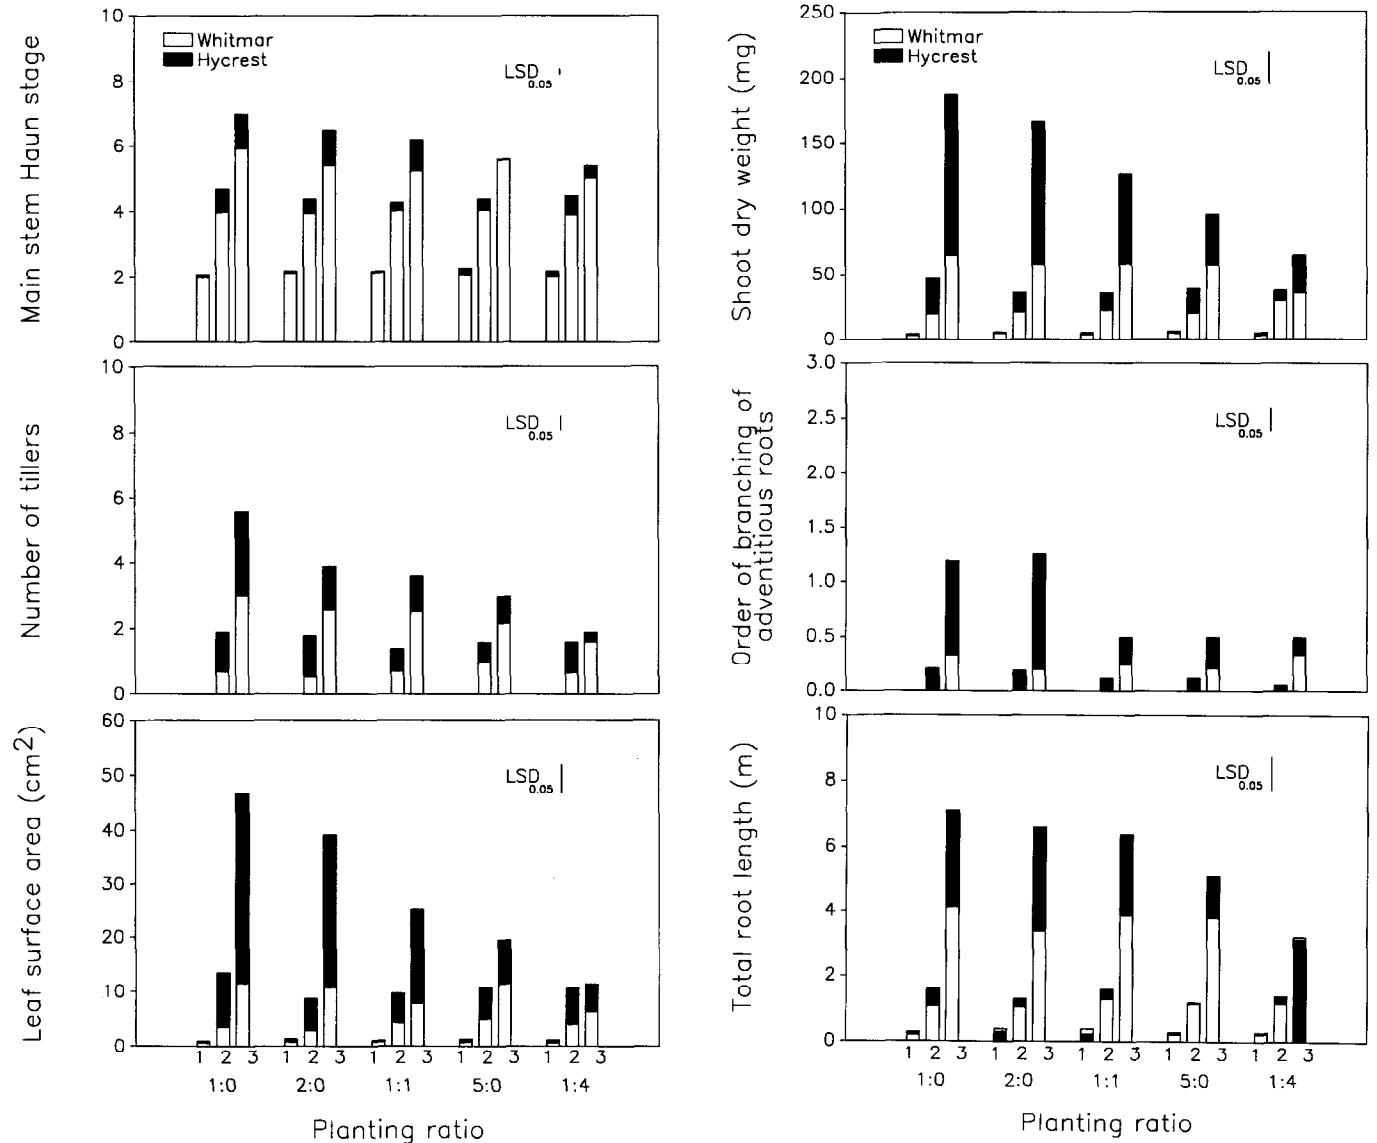 Main stem Haun stage
10
8
6
4
2
0
Whitmar
Hycrest
LSD0.05
Number of tillers
10
8
6
4
2
0
LSD0.05
Leaf surface area (cm2)
60
50
40
30
20
10
0
LSD0.05
1 2 3 1 2 3 1 2 3 1 2 3 1 2 3
1:0 2:0 1:1 5:0 1:4
Planting ratio
Shoot dry weight (mg)
250
200
150
100
50
0
Whitmar
Hycrest
LSD0.05
Order of branching of
adventitious roots
3.0
2.5
2.0
1.5
1.0
0.5
0.0
LSD0.05
Total root length (m)
10
8
6
4
2
0
LSD0.05
1 2 3 1 2 3 1 2 3 1 2 3 1 2 3
1:0 2:0 1:1 5:0 1:4
Planting ratio